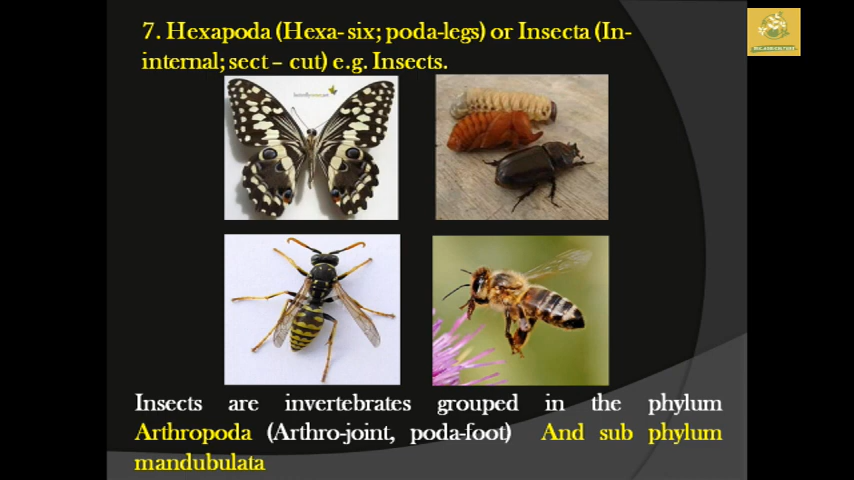 7. Hexapoda (Hexa- six; poda-legs) or Insecta (In-
internal; sect – cut) e.g. Insects.
Insects are invertebrates grouped in the phylum
Arthropoda (Arthro-joint, poda-foot) And sub phylum
mandubulata